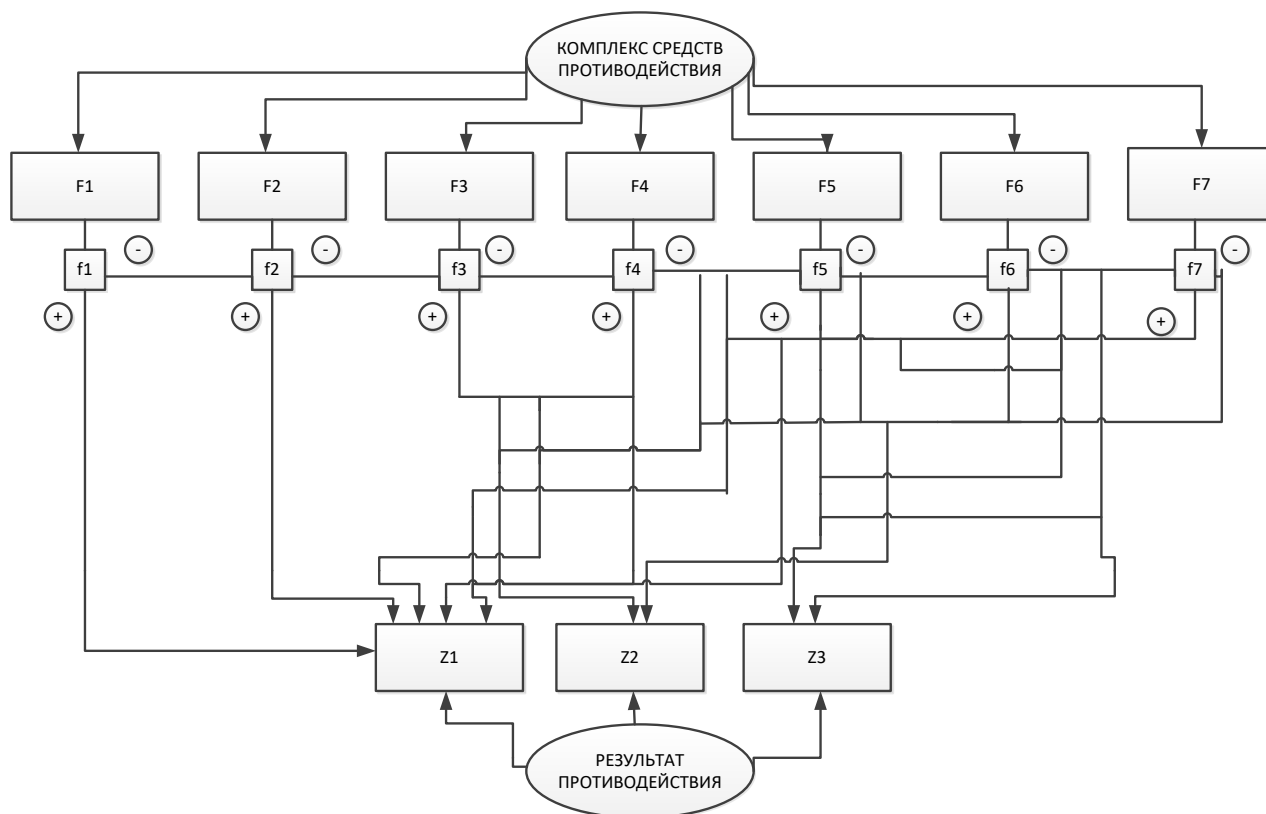 КОМПЛЕКС СРЕДСТВ
ПРОТИВОДЕЙСТВИЯ
F1
F2
F3
F4
F5
F6
F7
-
-
-
-
-
-
-
f1
f2
f3
f4
f5
f6
f7
+
+
+
+
+
+
+
Z1
Z2
Z3
РЕЗУЛЬТАТ
ПРОТИВОДЕЙСТВИЯ